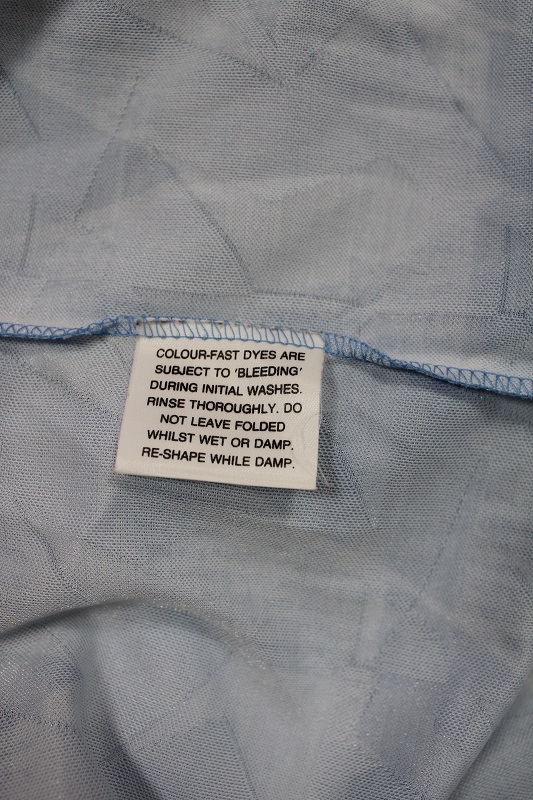 COLOUR-FAST DYES ARE
SUBJECT TO 'BLEEDING'
DURING INITIAL WASHES.
RINSE THOROUGHLY. DO
NOT LEAVE FOLDED
WHILST WET OR DAMP.
RE-SHAPE WHILE DAMP.